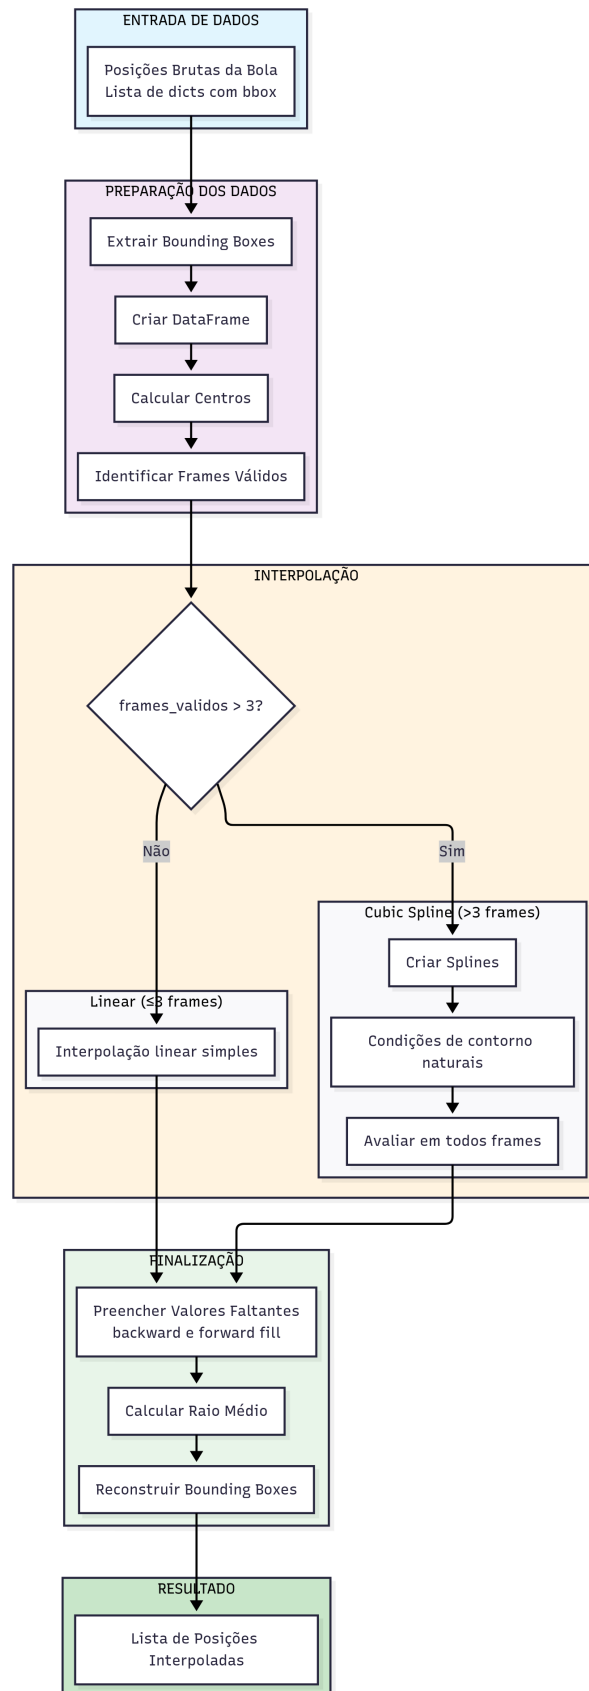 ENTRADA DE DADOS
Posições Brutas da Bola
Lista de dicts com bbox
PREPARAÇÃO DOS DADOS
Extrair Bounding Boxes
Criar DataFrame
Calcular Centros
Identificar Frames Válidos
INTERPOLAÇÃO
frames_validos > 3?
Não
Sim
Cubic Spline (>3 frames)
Criar Splines
Linear (≤3 frames)
Interpolação linear simples
Condições de contorno
naturais
Avaliar em todos frames
FINALIZAÇÃO
Preencher Valores Faltantes
backward e forward fill
Calcular Raio Médio
Reconstruir Bounding Boxes
RESULTADO
Lista de Posições
Interpoladas